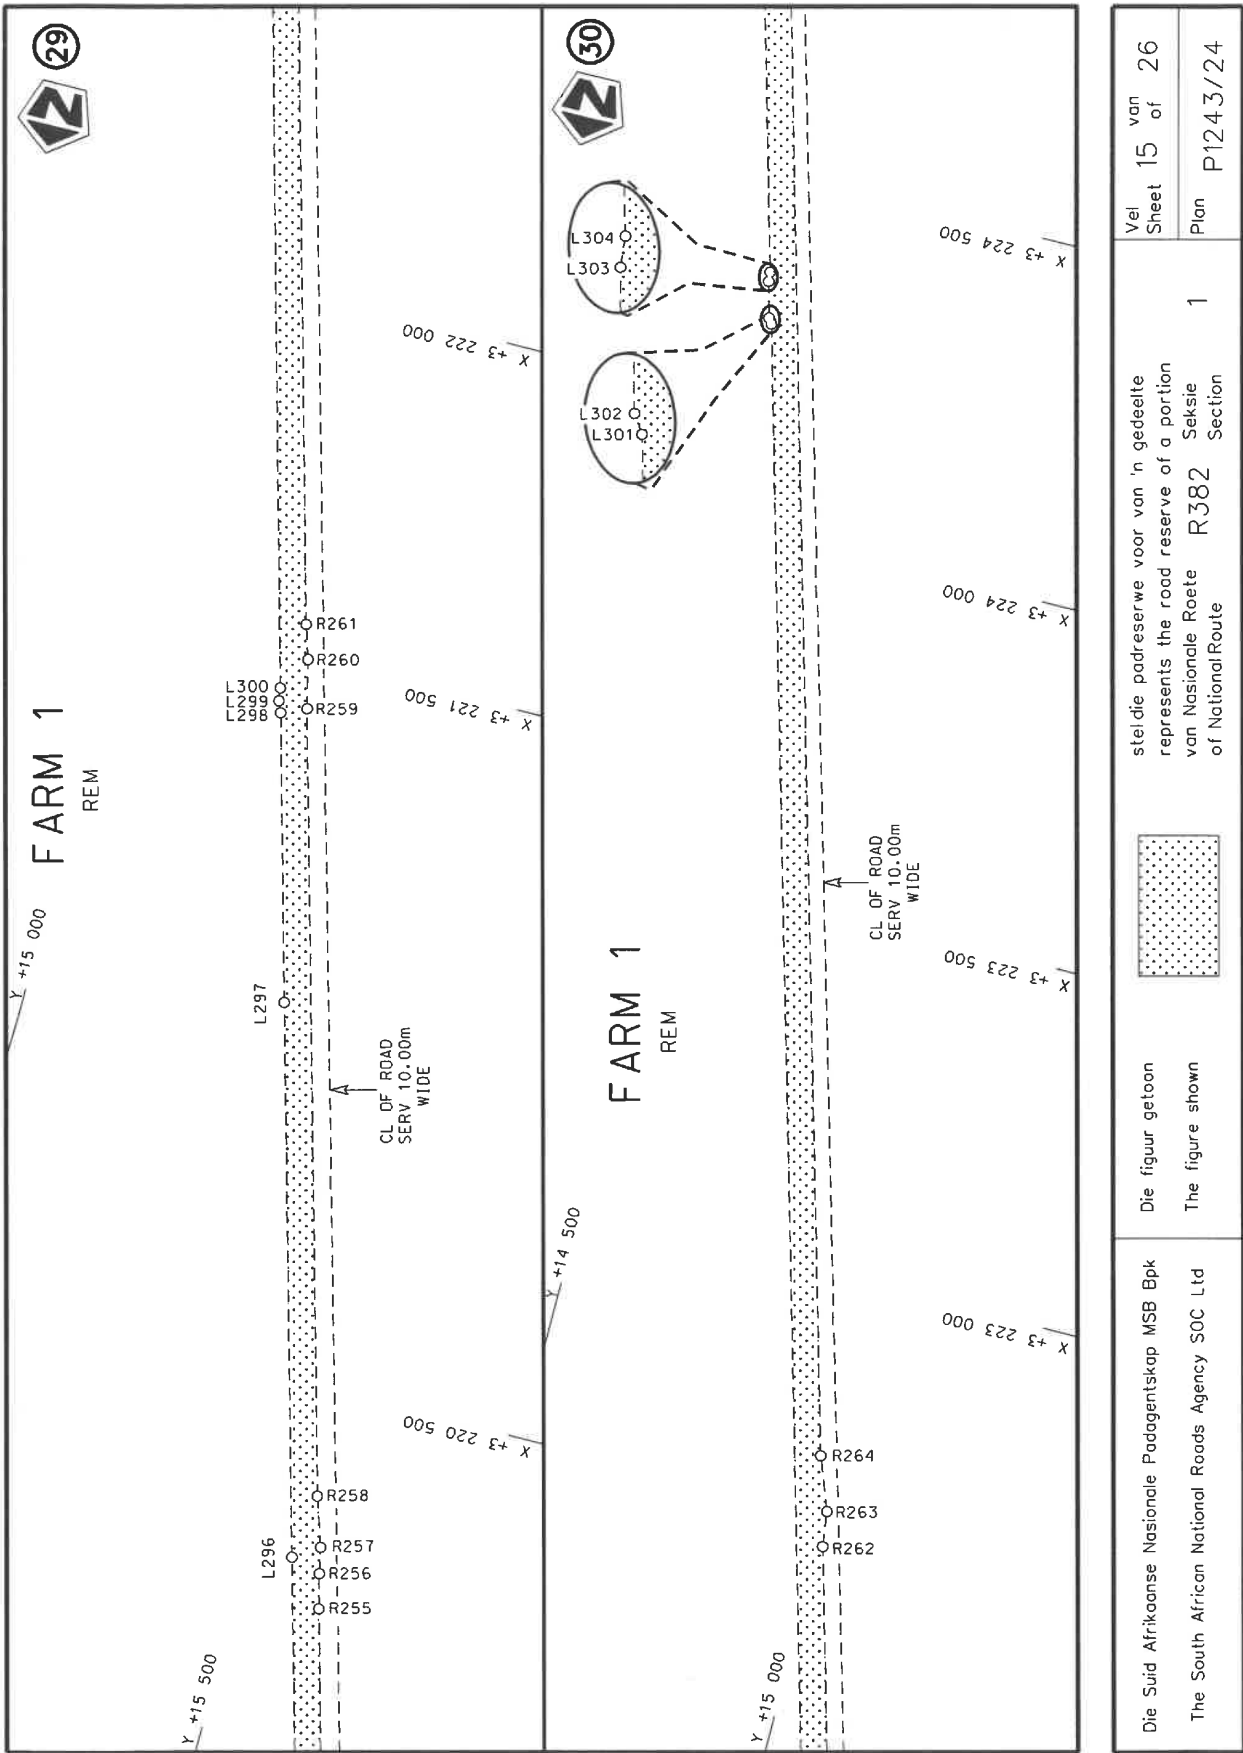 29
FARM 1
REM
Y +15 500
Y +15 000
L296
L297
L298
L299
L300
R255
R256
R257
R258
R259
R260
R261
CL OF ROAD
SERV 10.00m
WIDE
X +3 220 500
X +3 221 500
X +3 222 000
30
FARM 1
REM
Y +15 000
Y +14 500
L301
L302
L303
L304
R262
R263
R264
CL OF ROAD
SERV 10.00m
WIDE
X +3 223 000
X +3 223 500
X +3 224 000
X +3 224 500
Die Suid Afrikaanse Nasionale Padagentskap MSB Bpk
The South African National Roads Agency SOC Ltd
Die figuur getoon
The figure shown
stel die padreserwe voor van 'n gedeelte
represents the road reserve of a portion
van Nasionale Roete R382 Seksie 1
of National Route Section
Vel 15 van 26
Sheet of
Plan P1243/24